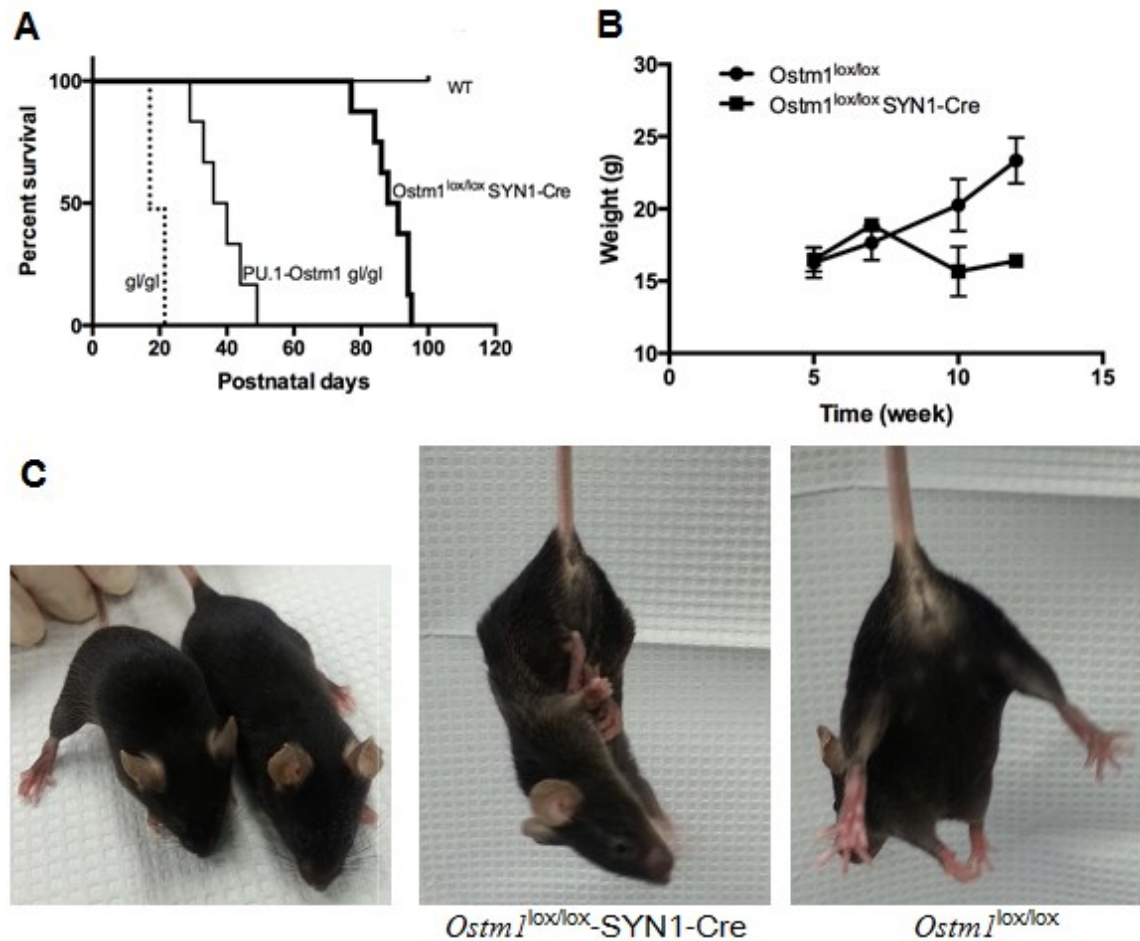 A
Percent survival
100
50
0
0 20 40 60 80 100 120
Postnatal days
WT
Ostm1lox/lox SYN1-Cre
PU.1-Ostm1 gl/gl
gl/gl
B
Ostm1lox/lox
Ostm1lox/lox SYN1-Cre
Weight (g)
30
25
20
15
10
0 5 10 15
Time (week)
C
Ostm1lox/lox-SYN1-Cre
Ostm1lox/lox